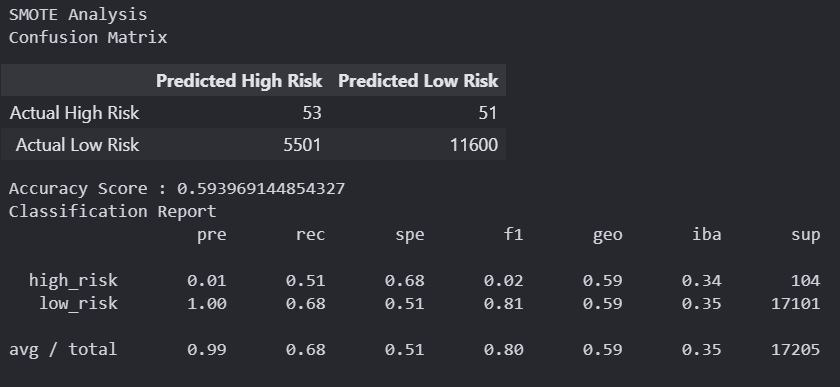 SMOTE Analysis
Confusion Matrix
Predicted High Risk Predicted Low Risk
Actual High Risk 53 51
Actual Low Risk 5501 11600
Accuracy Score : 0.593969144854327
Classification Report
pre rec spe f1 geo iba sup
high_risk 0.01 0.51 0.68 0.02 0.59 0.34 104
low_risk 1.00 0.68 0.51 0.81 0.59 0.35 17101
avg / total 0.99 0.68 0.51 0.80 0.59 0.35 17205